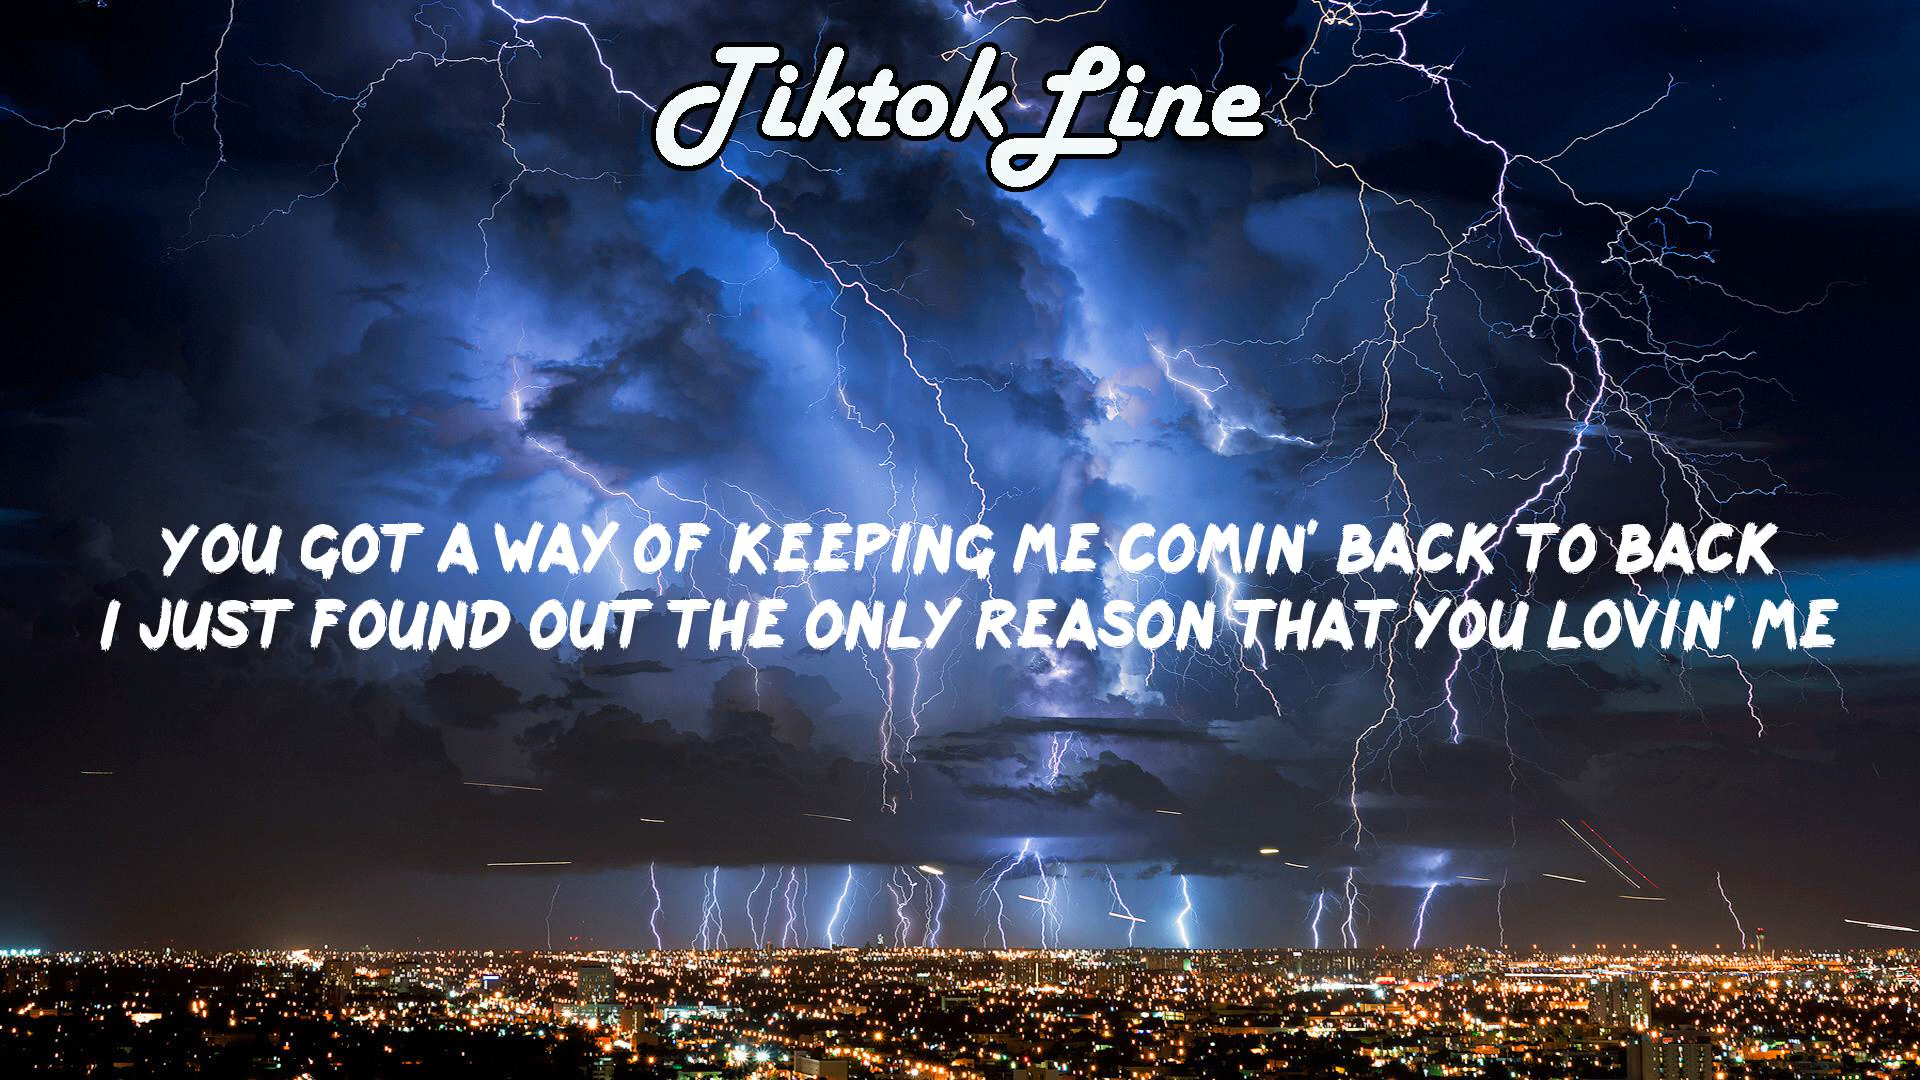 Tiktok Line
YOU GOT A WAY OF KEEPING ME COMIN' BACK TO BACK
I JUST FOUND OUT THE ONLY REASON THAT YOU LOVIN' ME